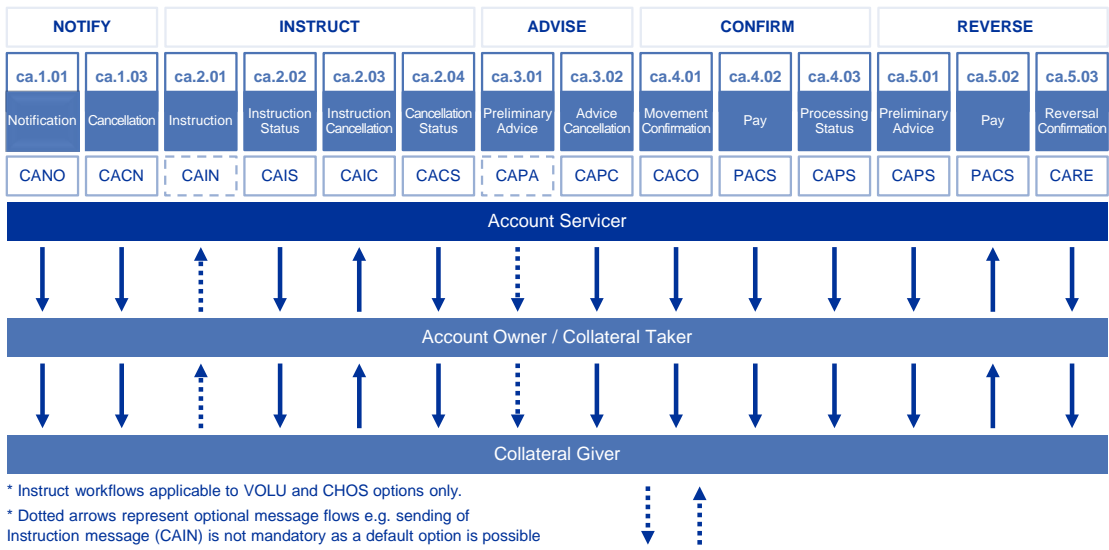 NOTIFY INSTRUCT ADVISE CONFIRM REVERSE
ca.1.01 ca.1.03 ca.2.01 ca.2.02 ca.2.03 ca.2.04 ca.3.01 ca.3.02 ca.4.01 ca.4.02 ca.4.03 ca.5.01 ca.5.02 ca.5.03
Notification Cancellation Instruction Instruction Status Instruction Cancellation Cancellation Status Preliminary Advice Advice Cancellation Movement Confirmation Pay Processing Status Preliminary Advice Pay Reversal Confirmation
CANO CACN CAIN CAIS CAIC CACS CAPA CAPC CACO PACS CAPS CAPS PACS CARE
Account Servicer
Account Owner / Collateral Taker
Collateral Giver
* Instruct workflows applicable to VOLU and CHOS options only.
* Dotted arrows represent optional message flows e.g. sending of
Instruction message (CAIN) is not mandatory as a default option is possible